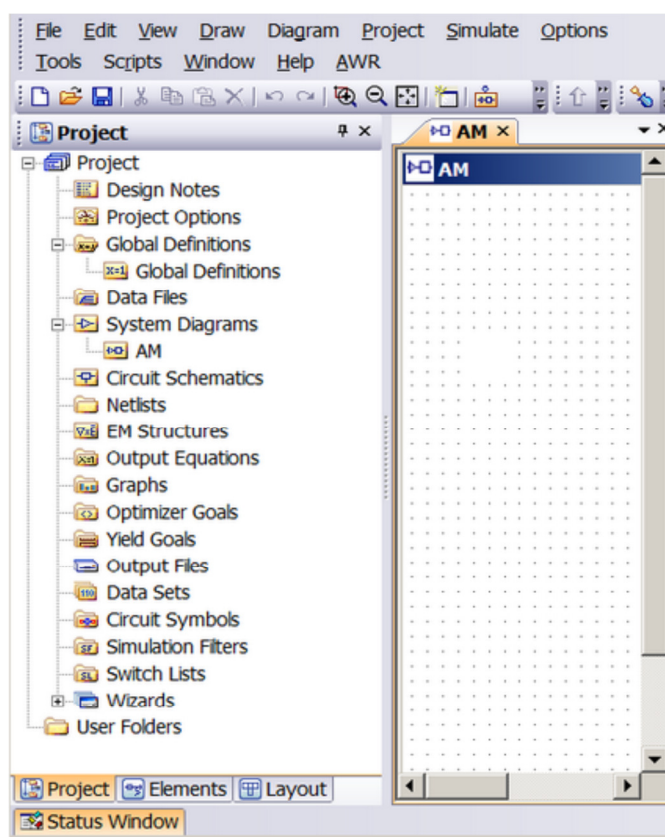 File Edit View Draw Diagram Project Simulate Options
Tools Scripts Window Help AWR
Project
AM
Project
AM
Design Notes
Project Options
Global Definitions
Global Definitions
Data Files
System Diagrams
AM
Circuit Schematics
Netlists
EM Structures
Output Equations
Graphs
Optimizer Goals
Yield Goals
Output Files
Data Sets
Circuit Symbols
Simulation Filters
Switch Lists
Wizards
User Folders
Project Elements Layout
Status Window